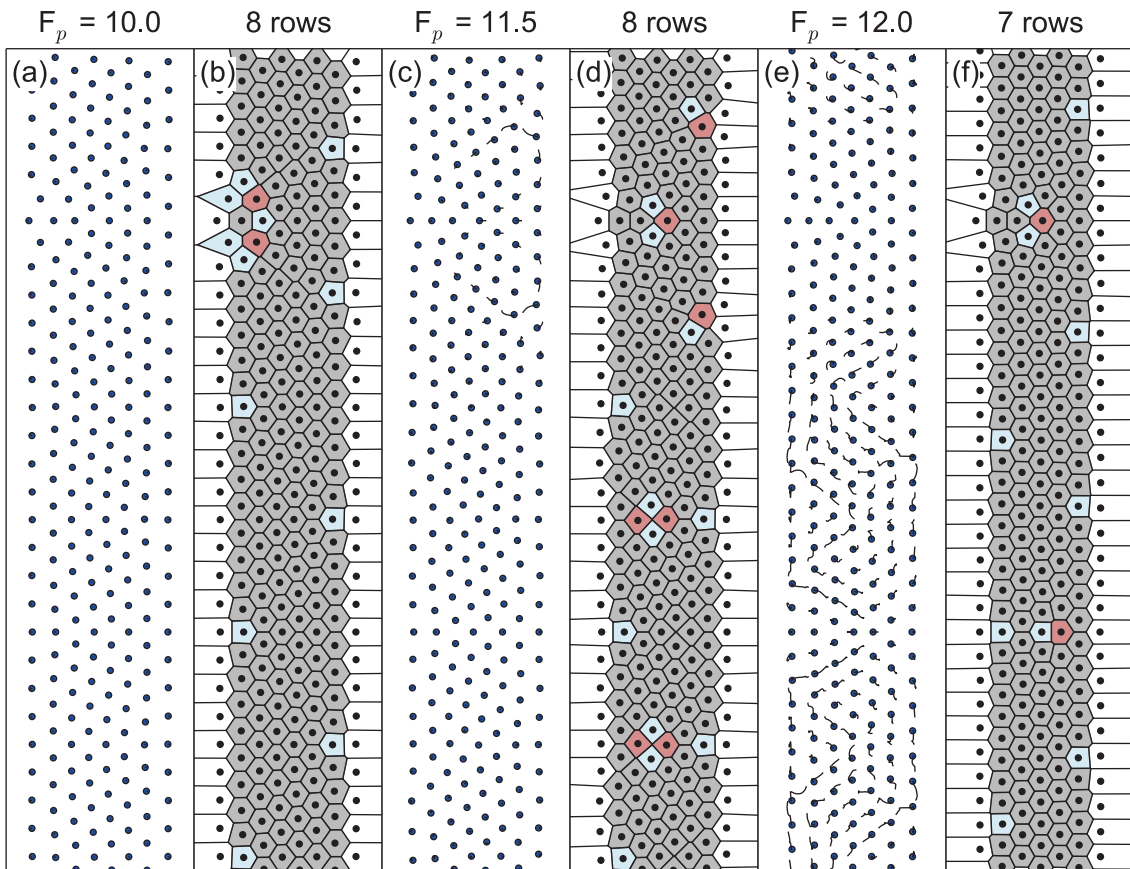 F_p = 10.0 8 rows F_p = 11.5 8 rows F_p = 12.0 7 rows
(a) (b) (c) (d) (e) (f)